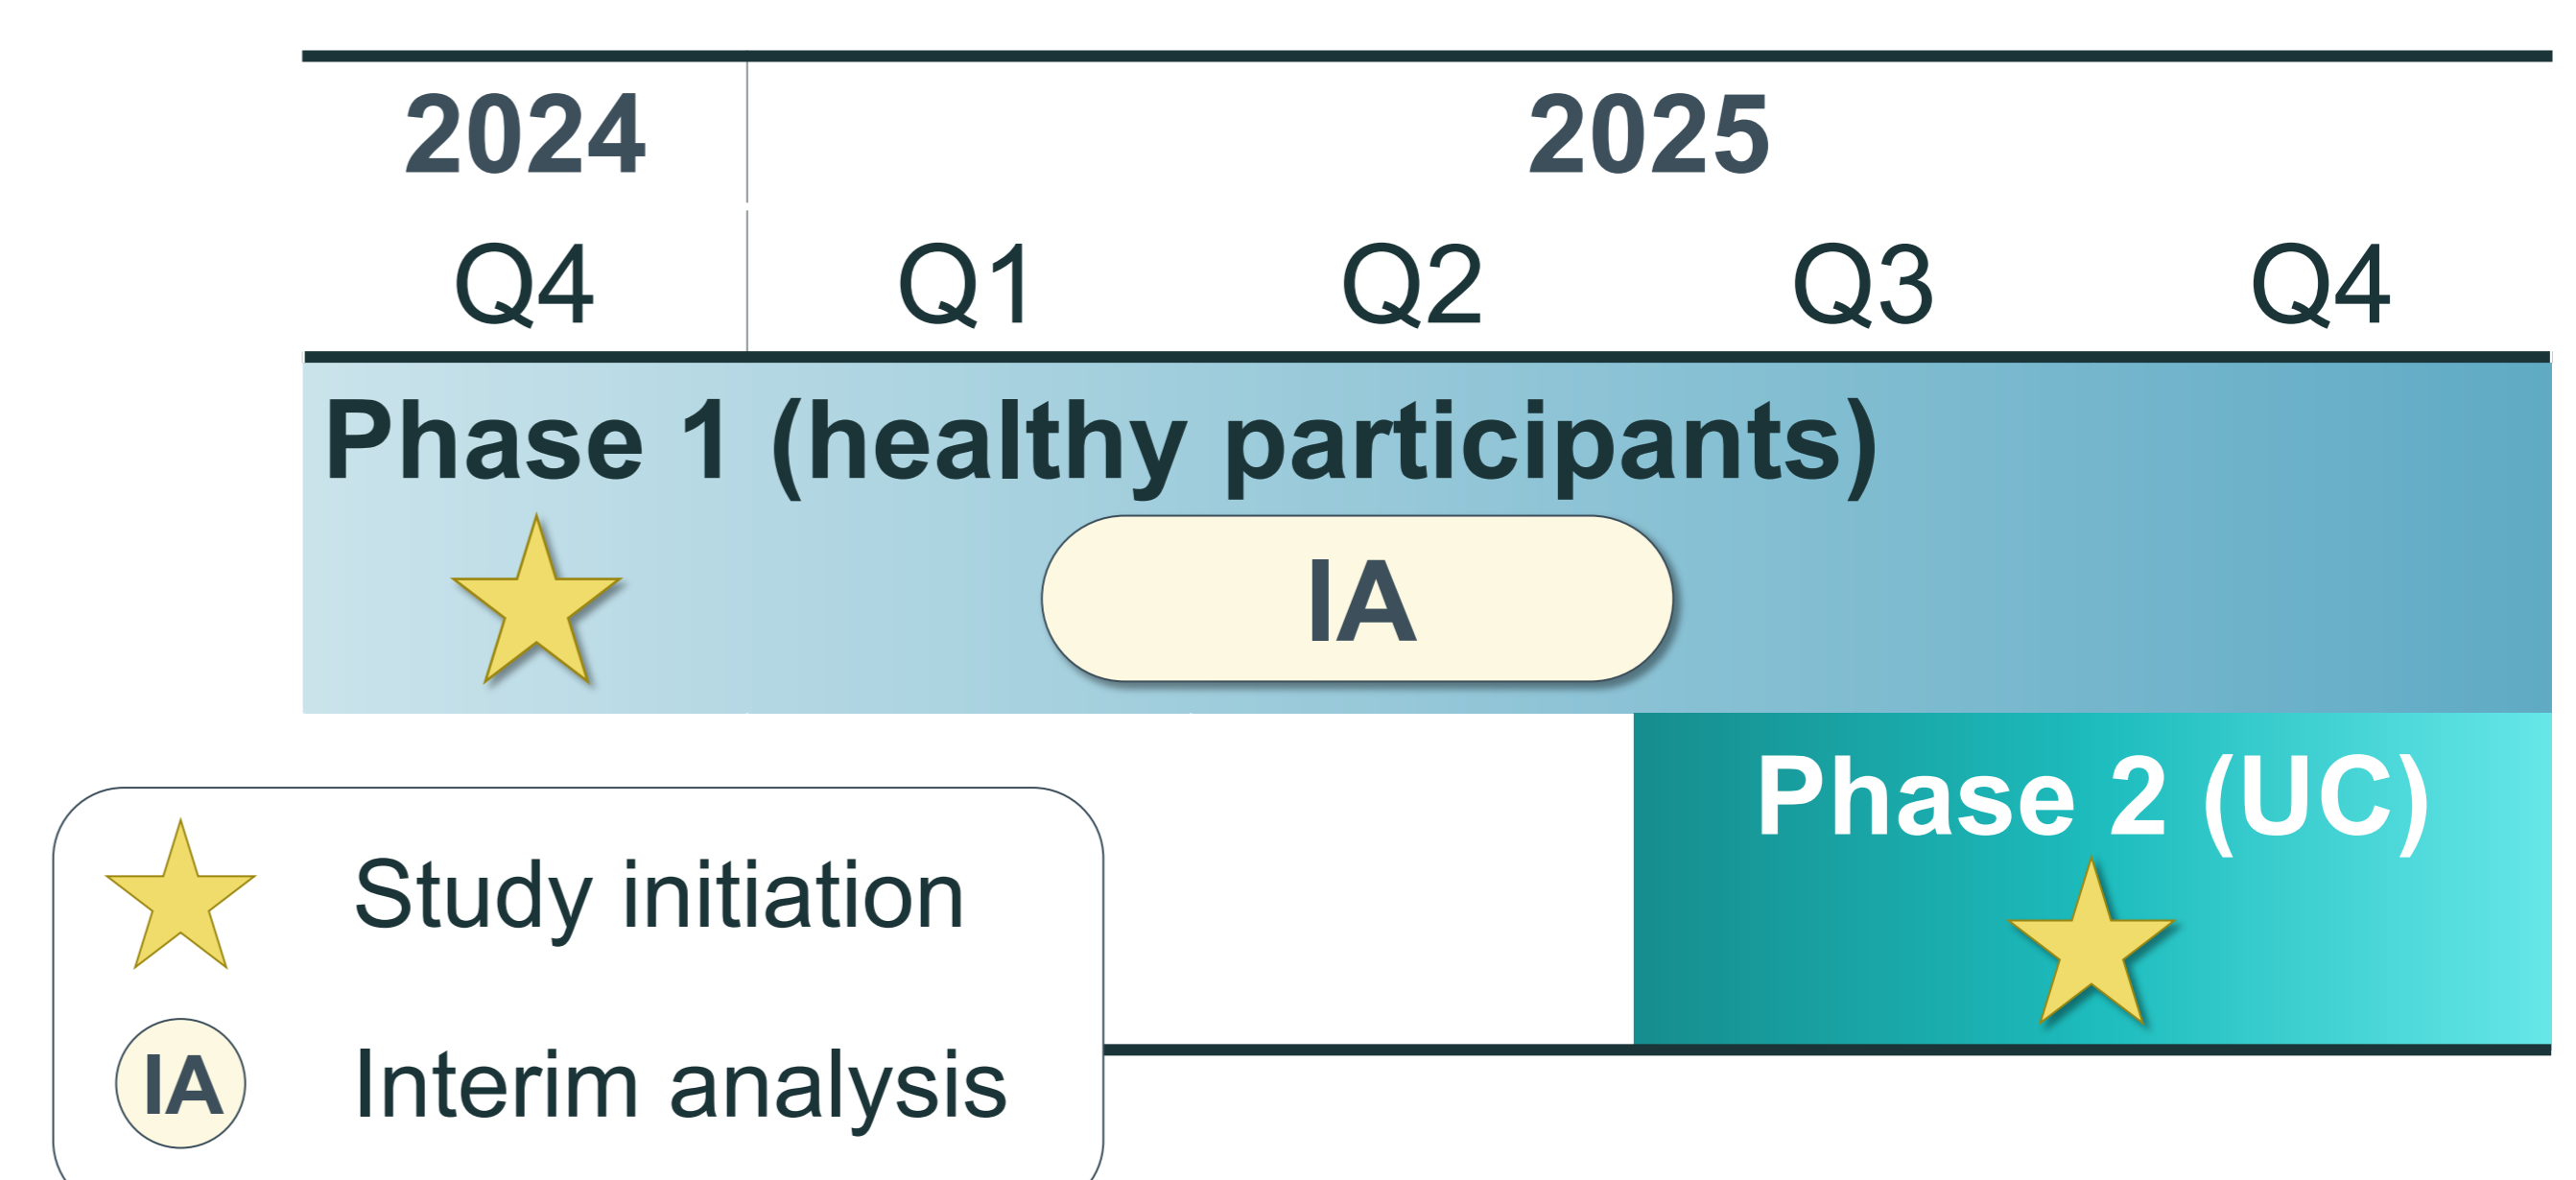 2024 2025
Q4 Q1 Q2 Q3 Q4
Phase 1 (healthy participants)
IA
Phase 2 (UC)
Study initiation
IA Interim analysis